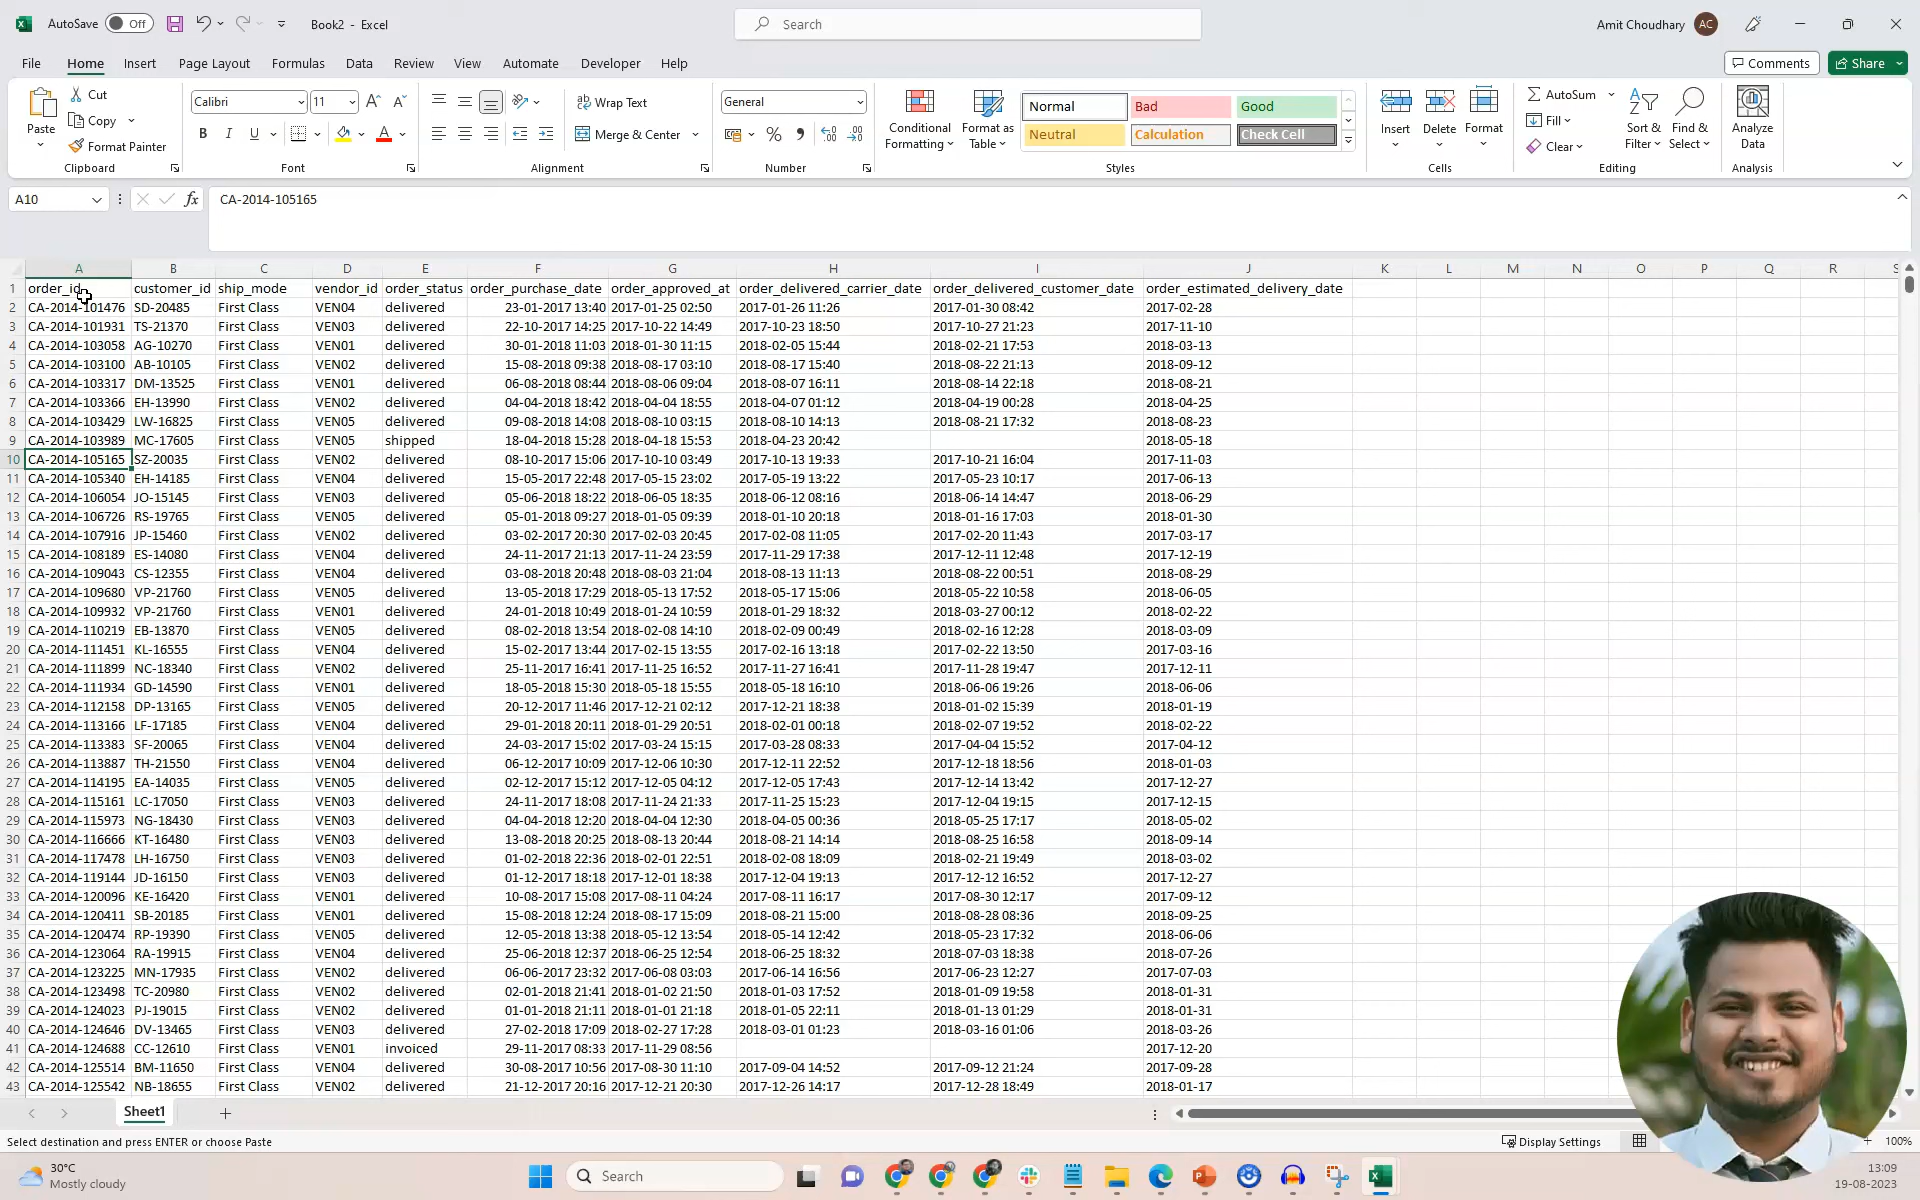 AutoSave Off Book2 - Excel Search Amit Choudhary AC
File Home Insert Page Layout Formulas Data Review View Automate Developer Help Comments Share
Cut
Copy
Format Painter
Paste
Clipboard
Calibri 11
B I U A
Font
Wrap Text
Merge & Center
Alignment
General
Number
Conditional Formatting
Format as Table
Normal Bad Good
Neutral Calculation Check Cell
Styles
Insert Delete Format
Cells
AutoSum
Fill
Clear
Sort & Filter
Find & Select
Editing
Analyze Data
Analysis
A10 fx CA-2014-105165
A B C D E F G H I J K L M N O P Q R S
1 order_id customer_id ship_mode vendor_id order_status order_purchase_date order_approved_at order_delivered_carrier_date order_delivered_customer_date order_estimated_delivery_date
2 CA-2014-101476 SD-20485 First Class VEN04 delivered 23-01-2017 13:40 2017-01-25 02:50 2017-01-26 11:26 2017-01-30 08:42 2017-02-28
3 CA-2014-101931 TS-21370 First Class VEN03 delivered 22-10-2017 14:25 2017-10-22 14:49 2017-10-23 18:50 2017-10-27 21:23 2017-11-10
4 CA-2014-103058 AG-10270 First Class VEN01 delivered 30-01-2018 11:03 2018-01-30 11:15 2018-02-05 15:44 2018-02-21 17:53 2018-03-13
5 CA-2014-103100 AB-10105 First Class VEN02 delivered 15-08-2018 09:38 2018-08-17 03:10 2018-08-17 15:40 2018-08-22 21:13 2018-09-12
6 CA-2014-103317 DM-13525 First Class VEN01 delivered 06-08-2018 08:44 2018-08-06 09:04 2018-08-07 16:11 2018-08-14 22:18 2018-08-21
7 CA-2014-103366 EH-13990 First Class VEN02 delivered 04-04-2018 18:42 2018-04-04 18:55 2018-04-07 01:12 2018-04-19 00:28 2018-04-25
8 CA-2014-103429 LW-16825 First Class VEN05 delivered 09-08-2018 14:08 2018-08-10 03:15 2018-08-10 14:13 2018-08-21 17:32 2018-08-23
9 CA-2014-103989 MC-17605 First Class VEN05 shipped 18-04-2018 15:28 2018-04-18 15:53 2018-04-23 20:42 2018-05-18
10 CA-2014-105165 SZ-20035 First Class VEN02 delivered 08-10-2017 15:06 2017-10-10 03:49 2017-10-13 19:33 2017-10-21 16:04 2017-11-03
11 CA-2014-105340 EH-14185 First Class VEN04 delivered 15-05-2017 22:48 2017-05-15 23:02 2017-05-19 13:22 2017-05-23 10:17 2017-06-13
12 CA-2014-106054 JO-15145 First Class VEN03 delivered 05-06-2018 18:22 2018-06-05 18:35 2018-06-12 08:16 2018-06-14 14:47 2018-06-29
13 CA-2014-106726 RS-19765 First Class VEN05 delivered 05-01-2018 09:27 2018-01-05 09:39 2018-01-10 20:18 2018-01-16 17:03 2018-01-30
14 CA-2014-107916 JP-15460 First Class VEN02 delivered 03-02-2018 20:30 2018-02-03 20:45 2018-02-08 11:05 2018-02-20 11:43 2018-03-17
15 CA-2014-108189 ES-14080 First Class VEN04 delivered 24-11-2017 21:13 2017-11-24 23:59 2017-11-29 17:38 2017-12-11 12:48 2017-12-19
16 CA-2014-109043 CS-12355 First Class VEN04 delivered 03-08-2018 20:48 2018-08-03 21:04 2018-08-13 11:13 2018-08-22 00:51 2018-08-29
17 CA-2014-109680 VP-21760 First Class VEN05 delivered 13-05-2018 17:29 2018-05-13 17:52 2018-05-17 15:06 2018-05-22 10:58 2018-06-05
18 CA-2014-109932 VP-21760 First Class VEN01 delivered 24-01-2018 10:49 2018-01-24 10:59 2018-01-29 18:32 2018-03-27 00:12 2018-02-22
19 CA-2014-110219 EB-13870 First Class VEN05 delivered 08-02-2018 13:54 2018-02-08 14:10 2018-02-09 00:49 2018-02-16 12:28 2018-03-09
20 CA-2014-111451 KL-16555 First Class VEN04 delivered 15-02-2018 13:44 2018-02-15 13:55 2018-02-16 13:18 2018-02-22 13:50 2018-03-16
21 CA-2014-111899 NC-18340 First Class VEN02 delivered 25-11-2017 16:41 2017-11-25 16:52 2017-11-27 16:41 2017-11-28 19:47 2017-12-11
22 CA-2014-111934 GD-14590 First Class VEN01 delivered 18-05-2018 15:30 2018-05-18 15:55 2018-05-18 16:10 2018-06-06 19:26 2018-06-06
23 CA-2014-112158 DP-13165 First Class VEN05 delivered 20-12-2017 11:46 2017-12-21 02:12 2017-12-21 18:38 2018-01-02 15:39 2018-01-19
24 CA-2014-113166 LF-17185 First Class VEN04 delivered 29-01-2018 20:11 2018-01-29 20:51 2018-02-01 00:18 2018-02-07 19:52 2018-02-22
25 CA-2014-113383 SF-20065 First Class VEN04 delivered 24-03-2017 15:02 2017-03-24 15:15 2017-03-28 08:33 2017-04-04 15:52 2017-04-12
26 CA-2014-113887 TH-21550 First Class VEN04 delivered 06-12-2017 10:09 2017-12-06 10:30 2017-12-11 22:52 2017-12-18 18:56 2018-01-03
27 CA-2014-114195 EA-14035 First Class VEN05 delivered 02-12-2017 15:12 2017-12-05 04:12 2017-12-05 17:43 2017-12-14 13:42 2017-12-27
28 CA-2014-115161 LC-17050 First Class VEN03 delivered 24-11-2017 18:08 2017-11-24 21:33 2017-11-25 15:23 2017-12-04 19:15 2017-12-15
29 CA-2014-115973 NG-18430 First Class VEN03 delivered 04-04-2018 12:20 2018-04-04 12:30 2018-04-05 00:36 2018-05-25 17:17 2018-05-02
30 CA-2014-116666 KT-16480 First Class VEN03 delivered 13-08-2018 20:25 2018-08-13 20:44 2018-08-21 14:14 2018-08-25 16:58 2018-09-14
31 CA-2014-117478 LH-16750 First Class VEN03 delivered 01-02-2018 22:36 2018-02-01 22:51 2018-02-08 18:09 2018-02-21 19:49 2018-03-02
32 CA-2014-119144 JD-16150 First Class VEN03 delivered 01-12-2017 18:18 2017-12-01 18:38 2017-12-04 19:13 2017-12-12 16:52 2017-12-27
33 CA-2014-120096 KE-16420 First Class VEN01 delivered 10-08-2017 15:08 2017-08-11 04:24 2017-08-11 16:17 2017-08-30 12:17 2017-09-12
34 CA-2014-120411 SB-20185 First Class VEN01 delivered 15-08-2018 12:24 2018-08-17 15:09 2018-08-21 15:00 2018-08-28 08:36 2018-09-25
35 CA-2014-120474 RP-19390 First Class VEN05 delivered 12-05-2018 13:38 2018-05-12 13:54 2018-05-14 12:42 2018-05-23 17:32 2018-06-06
36 CA-2014-123064 RA-19915 First Class VEN04 delivered 25-06-2018 12:37 2018-06-25 12:54 2018-06-25 18:32 2018-07-03 18:38 2018-07-26
37 CA-2014-123225 MN-17935 First Class VEN02 delivered 06-06-2017 23:32 2017-06-08 03:03 2017-06-14 16:56 2017-06-23 12:27 2017-07-03
38 CA-2014-123498 TC-20980 First Class VEN02 delivered 02-01-2018 21:41 2018-01-02 21:50 2018-01-03 17:52 2018-01-09 19:58 2018-01-31
39 CA-2014-124023 PJ-19015 First Class VEN02 delivered 01-01-2018 21:11 2018-01-01 21:18 2018-01-05 22:11 2018-01-13 01:29 2018-01-31
40 CA-2014-124646 DV-13465 First Class VEN03 delivered 27-02-2018 17:09 2018-02-27 17:28 2018-03-01 01:23 2018-03-16 01:06 2018-03-26
41 CA-2014-124688 CC-12610 First Class VEN01 invoiced 29-11-2017 08:33 2017-11-29 08:56 2017-12-20
42 CA-2014-125514 BM-11650 First Class VEN04 delivered 30-08-2017 10:56 2017-08-30 11:10 2017-09-04 14:52 2017-09-12 21:24 2017-09-28
43 CA-2014-125542 NB-18655 First Class VEN02 delivered 21-12-2017 20:16 2017-12-21 20:30 2017-12-26 14:17 2017-12-28 18:49 2018-01-17
Sheet1
Select destination and press ENTER or choose Paste Display Settings 100%
30°C
Mostly cloudy
Search
13:09
19-08-2023